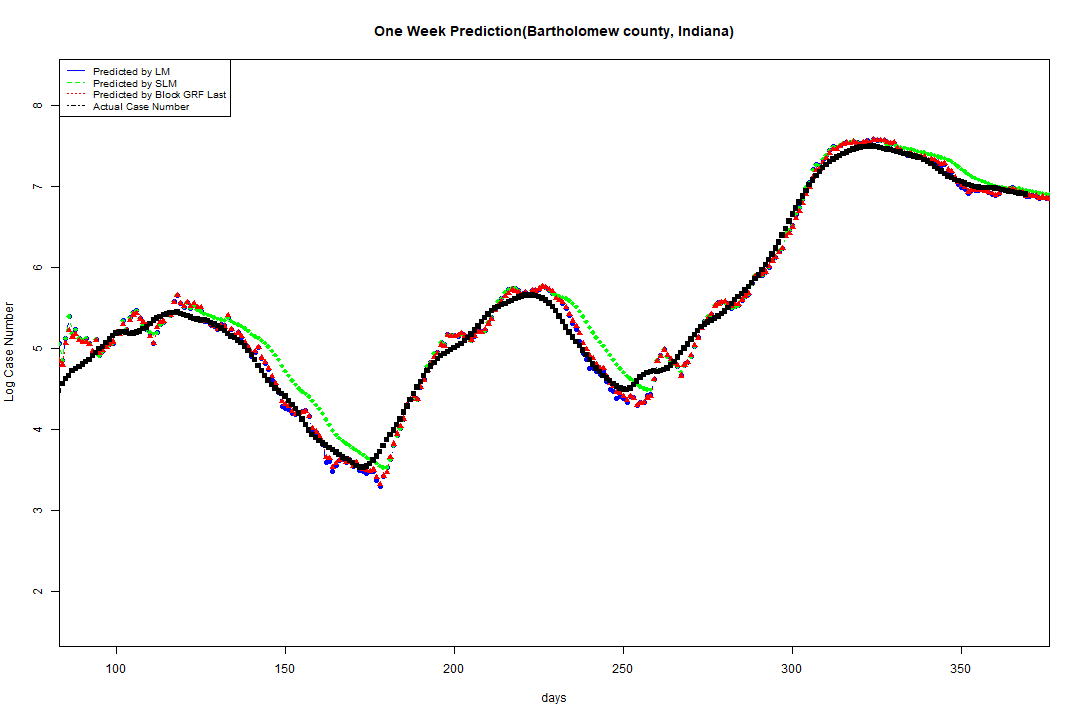 One Week Prediction(Bartholomew county, Indiana)
Predicted by LM
Predicted by SLM
Predicted by Block GRF Last
Actual Case Number
8
7
6
5
4
3
2
Log Case Number
100 150 200 250 300 350
days